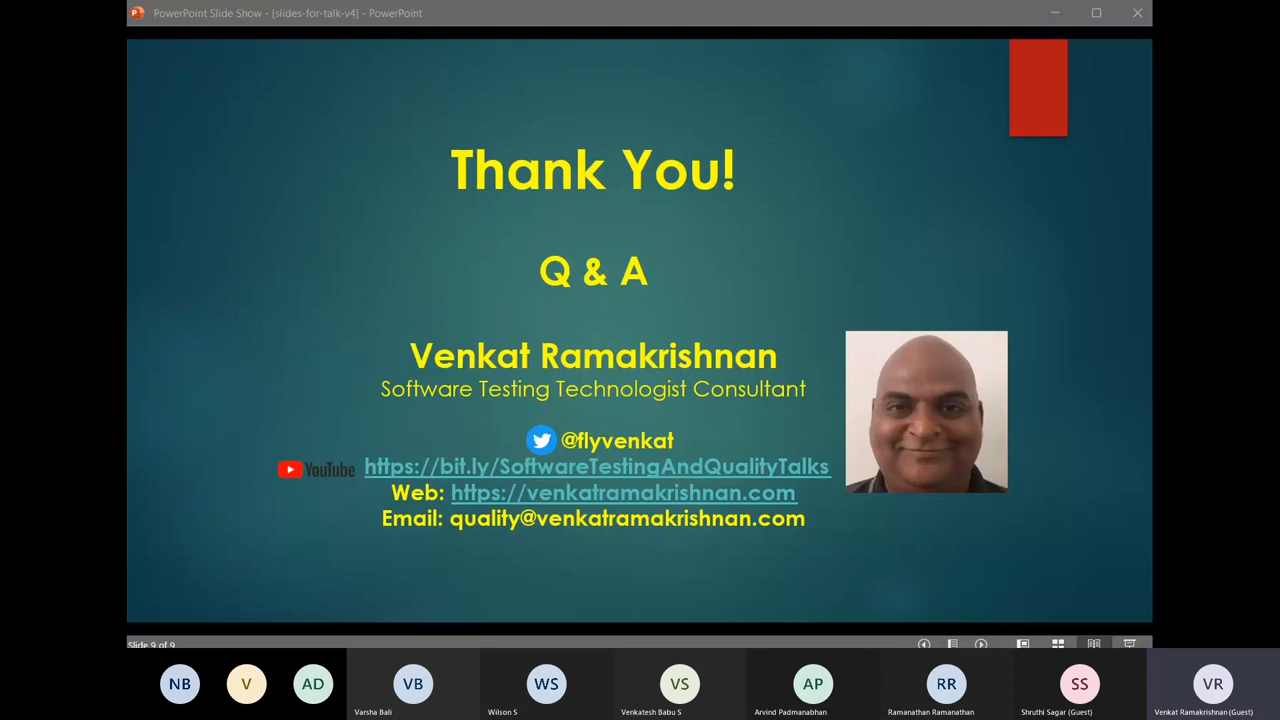 PowerPoint Slide Show - [slides-for-talk-v4] - PowerPoint
Thank You!
Q & A
Venkat Ramakrishnan
Software Testing Technologist Consultant
@flyvenkat
YouTube https://bit.ly/SoftwareTestingAndQualityTalks
Web: https://venkatramakrishnan.com
Email: quality@venkatramakrishnan.com
Slide 9 of 9
NB V AD VB WS VS AP RR SS VR
Varsha Bali Wilson S Venkatesh Babu S Arvind Padmanabhan Ramanathan Ramanathan Shruthi Sagar (Guest) Venkat Ramakrishnan (Guest)